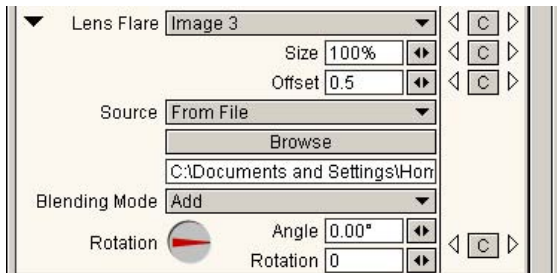 Lens Flare Image 3 C
Size 100% C
Offset 0.5 C
Source From File
Browse
C:\Documents and Settings\Hom
Blending Mode Add
Angle 0.00°
Rotation C
Rotation 0